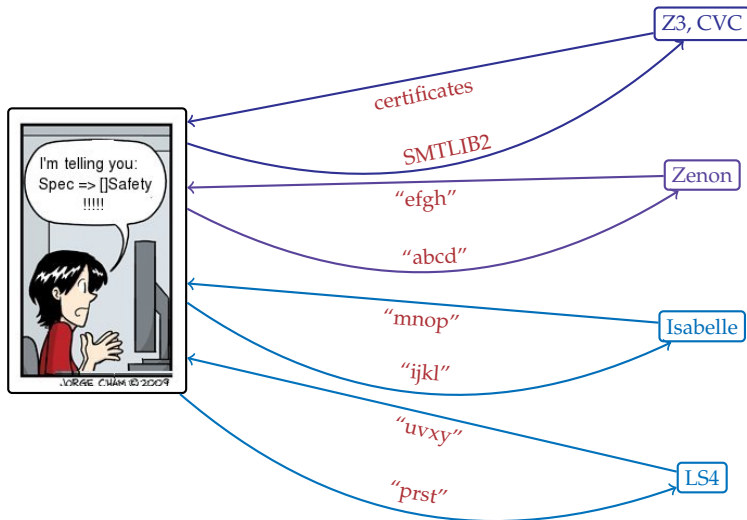 Z3, CVC
certificates
SMTLIB2
I'm telling you:
Spec => []Safety
!!!!!
Zenon
“efgh”
“abcd”
“mnop”
Isabelle
“ijkl”
JORGE CHAM © 2009
“uvxy”
LS4
“prst”